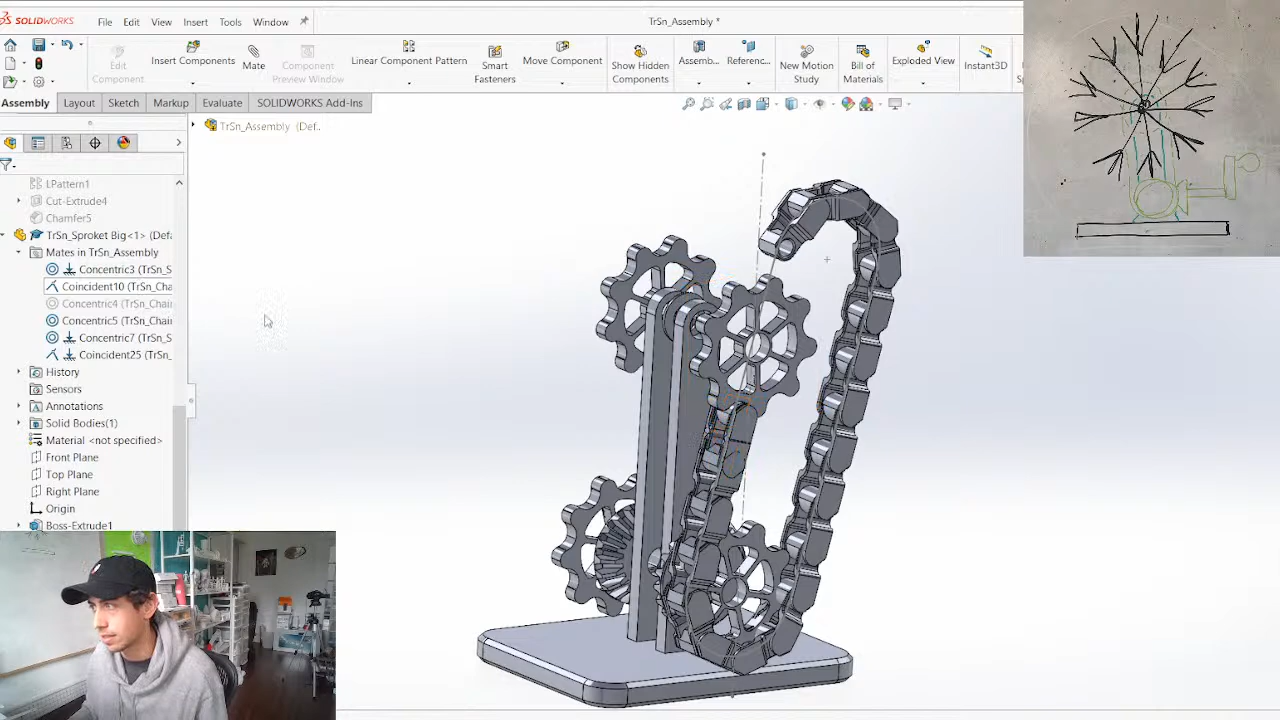 SOLIDWORKS File Edit View Insert Tools Window TrSn_Assembly *
Edit Component
Insert Components
Mate
Component Preview Window
Linear Component Pattern
Smart Fasteners
Move Component
Show Hidden Components
Assemb...
Referenc...
New Motion Study
Bill of Materials
Exploded View
Instant3D
Assembly Layout Sketch Markup Evaluate SOLIDWORKS Add-Ins
TrSn_Assembly (Def..
LPattern1
Cut-Extrude4
Chamfer5
TrSn_Sprocket Big<1> (Defa
Mates in TrSn_Assembly
Concentric3 (TrSn_S
Coincident10 (TrSn_Cha
Concentric4 (TrSn_Chai
Concentric5 (TrSn_Chai
Concentric7 (TrSn_S
Coincident25 (TrSn_
History
Sensors
Annotations
Solid Bodies(1)
Material <not specified>
Front Plane
Top Plane
Right Plane
Origin
Boss-Extrude1